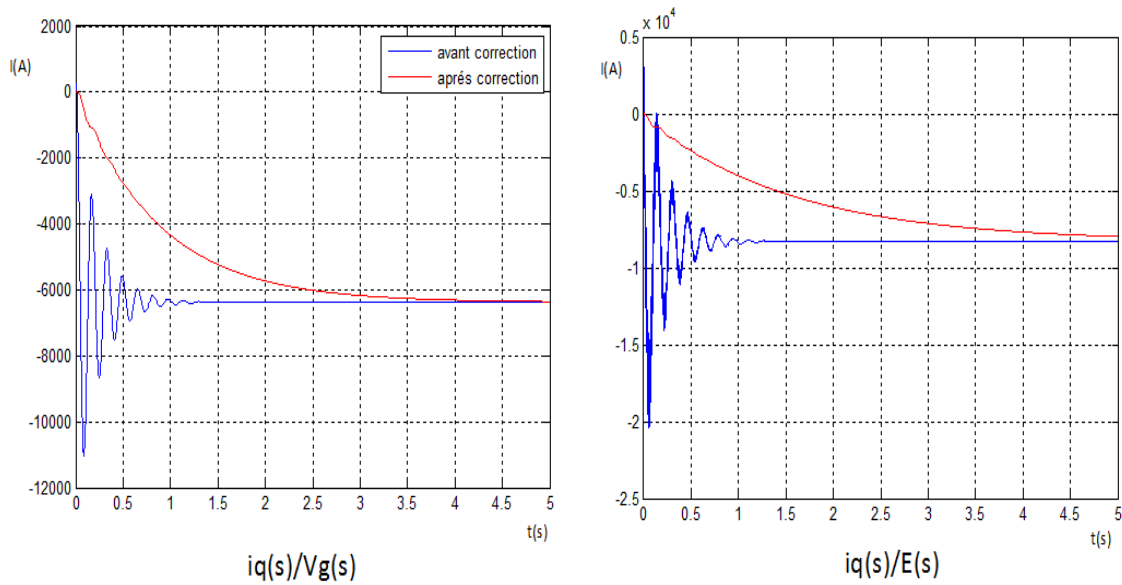 2000
I(A)
0
-2000
-4000
-6000
-8000
-10000
-12000
avant correction
aprés correction
0 0.5 1 1.5 2 2.5 3 3.5 4 4.5 5
t(s)
iq(s)/Vg(s)
x 10^4
0.5
I(A)
0
-0.5
-1
-1.5
-2
-2.5
0 0.5 1 1.5 2 2.5 3 3.5 4 4.5 5
t(s)
iq(s)/E(s)